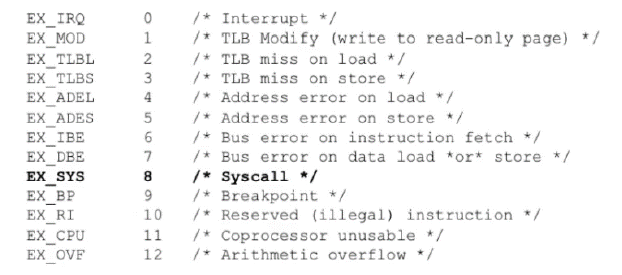 EX_IRQ 0 /* Interrupt */
EX_MOD 1 /* TLB Modify (write to read-only page) */
EX_TLBL 2 /* TLB miss on load */
EX_TLBS 3 /* TLB miss on store */
EX_ADEL 4 /* Address error on load */
EX_ADES 5 /* Address error on store */
EX_IBE 6 /* Bus error on instruction fetch */
EX_DBE 7 /* Bus error on data load *or* store */
EX_SYS 8 /* Syscall */
EX_BP 9 /* Breakpoint */
EX_RI 10 /* Reserved (illegal) instruction */
EX_CPU 11 /* Coprocessor unusable */
EX_OVF 12 /* Arithmetic overflow */